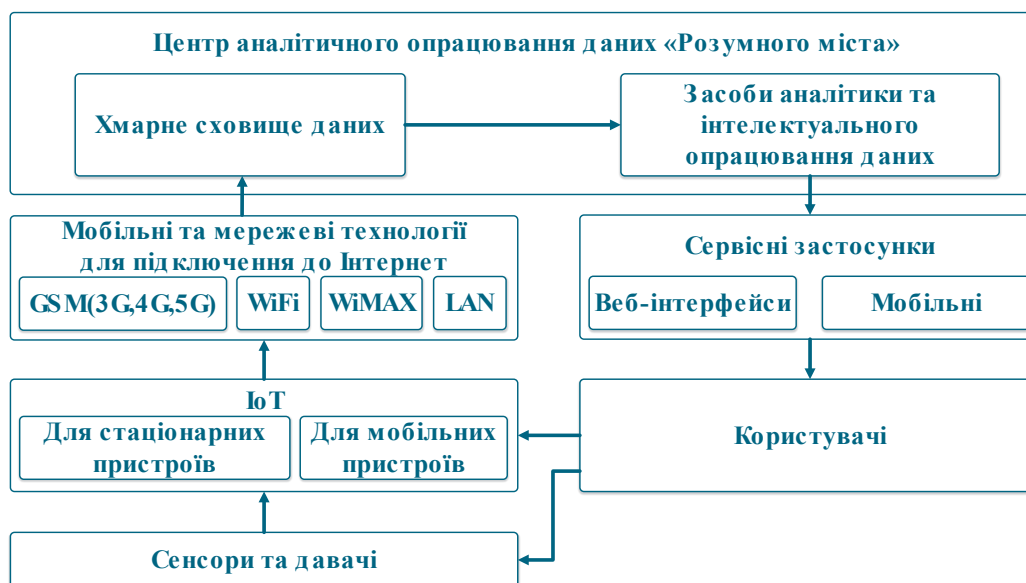 Центр аналітичного опрацювання даних «Розумного міста»
Хмарне сховище даних
Засоби аналітики та
інтелектуального
опрацювання даних
Мобільні та мережеві технології
для підключення до Інтернет
GSM(3G,4G,5G)
WiFi
WiMAX
LAN
Сервісні застосунки
Веб-інтерфейси
Мобільні
ІоТ
Для стаціонарних
пристроїв
Для мобільних
пристроїв
Користувачі
Сенсори та давачі